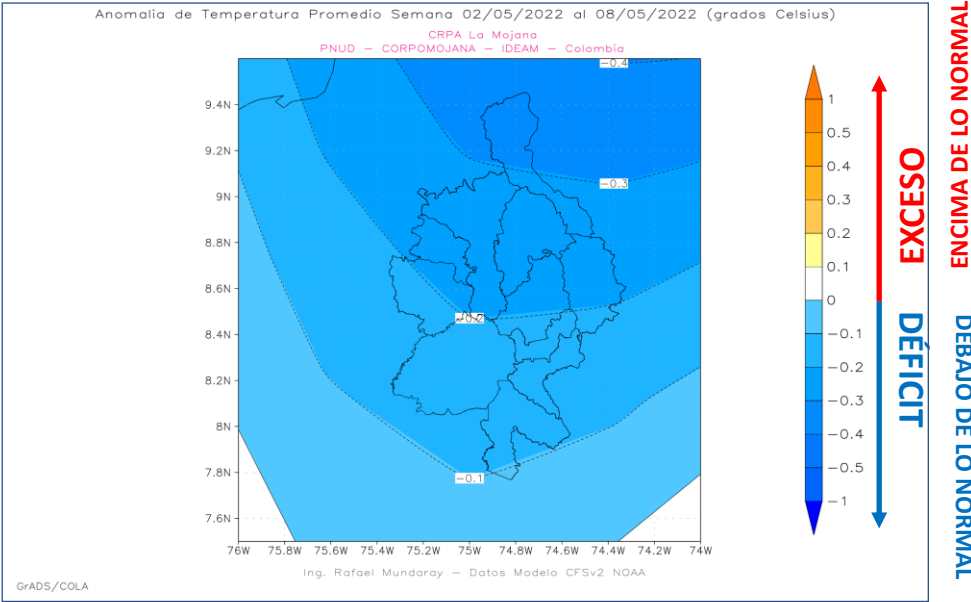 Anomalia de Temperatura Promedio Semana 02/05/2022 al 08/05/2022 (grados Celsius)
CRPA La Mojana
PNUD – CORPOMOJANA – IDEAM – Colombia
9.4N
9.2N
9N
8.8N
8.6N
8.4N
8.2N
8N
7.8N
7.6N
−0.4
−0.3
−0.2
−0.1
76W
75.8W
75.6W
75.4W
75.2W
75W
74.8W
74.6W
74.4W
74.2W
74W
1
0.5
0.4
0.3
0.2
0.1
0
−0.1
−0.2
−0.3
−0.4
−0.5
−1
EXCESO
DÉFICIT
ENCIMA DE LO NORMAL
DEBAJO DE LO NORMAL
Ing. Rafael Mundaray – Datos Modelo CFSv2 NOAA
GrADS/COLA